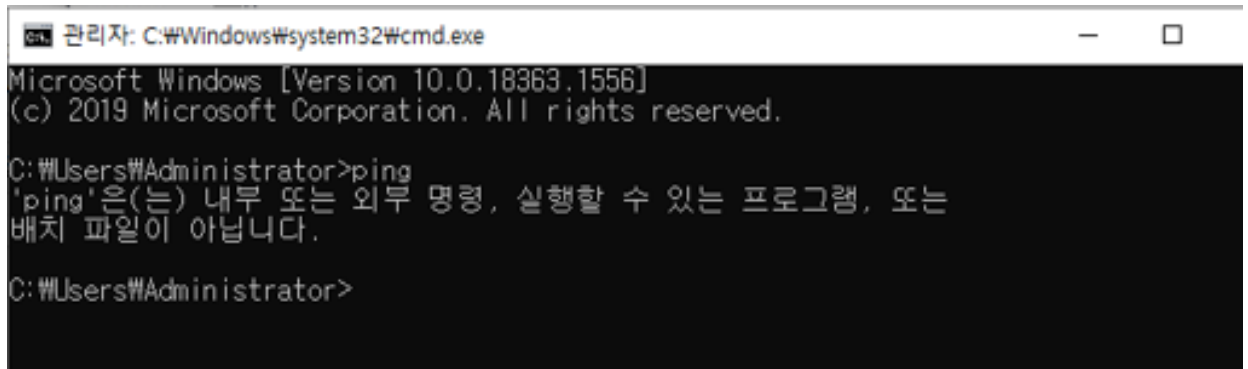 관리자: C:₩Windows₩system32₩cmd.exe
Microsoft Windows [Version 10.0.18363.1556]
(c) 2019 Microsoft Corporation. All rights reserved.
C:₩Users₩Administrator>ping
'ping'은(는) 내부 또는 외부 명령, 실행할 수 있는 프로그램, 또는
배치 파일이 아닙니다.
C:₩Users₩Administrator>